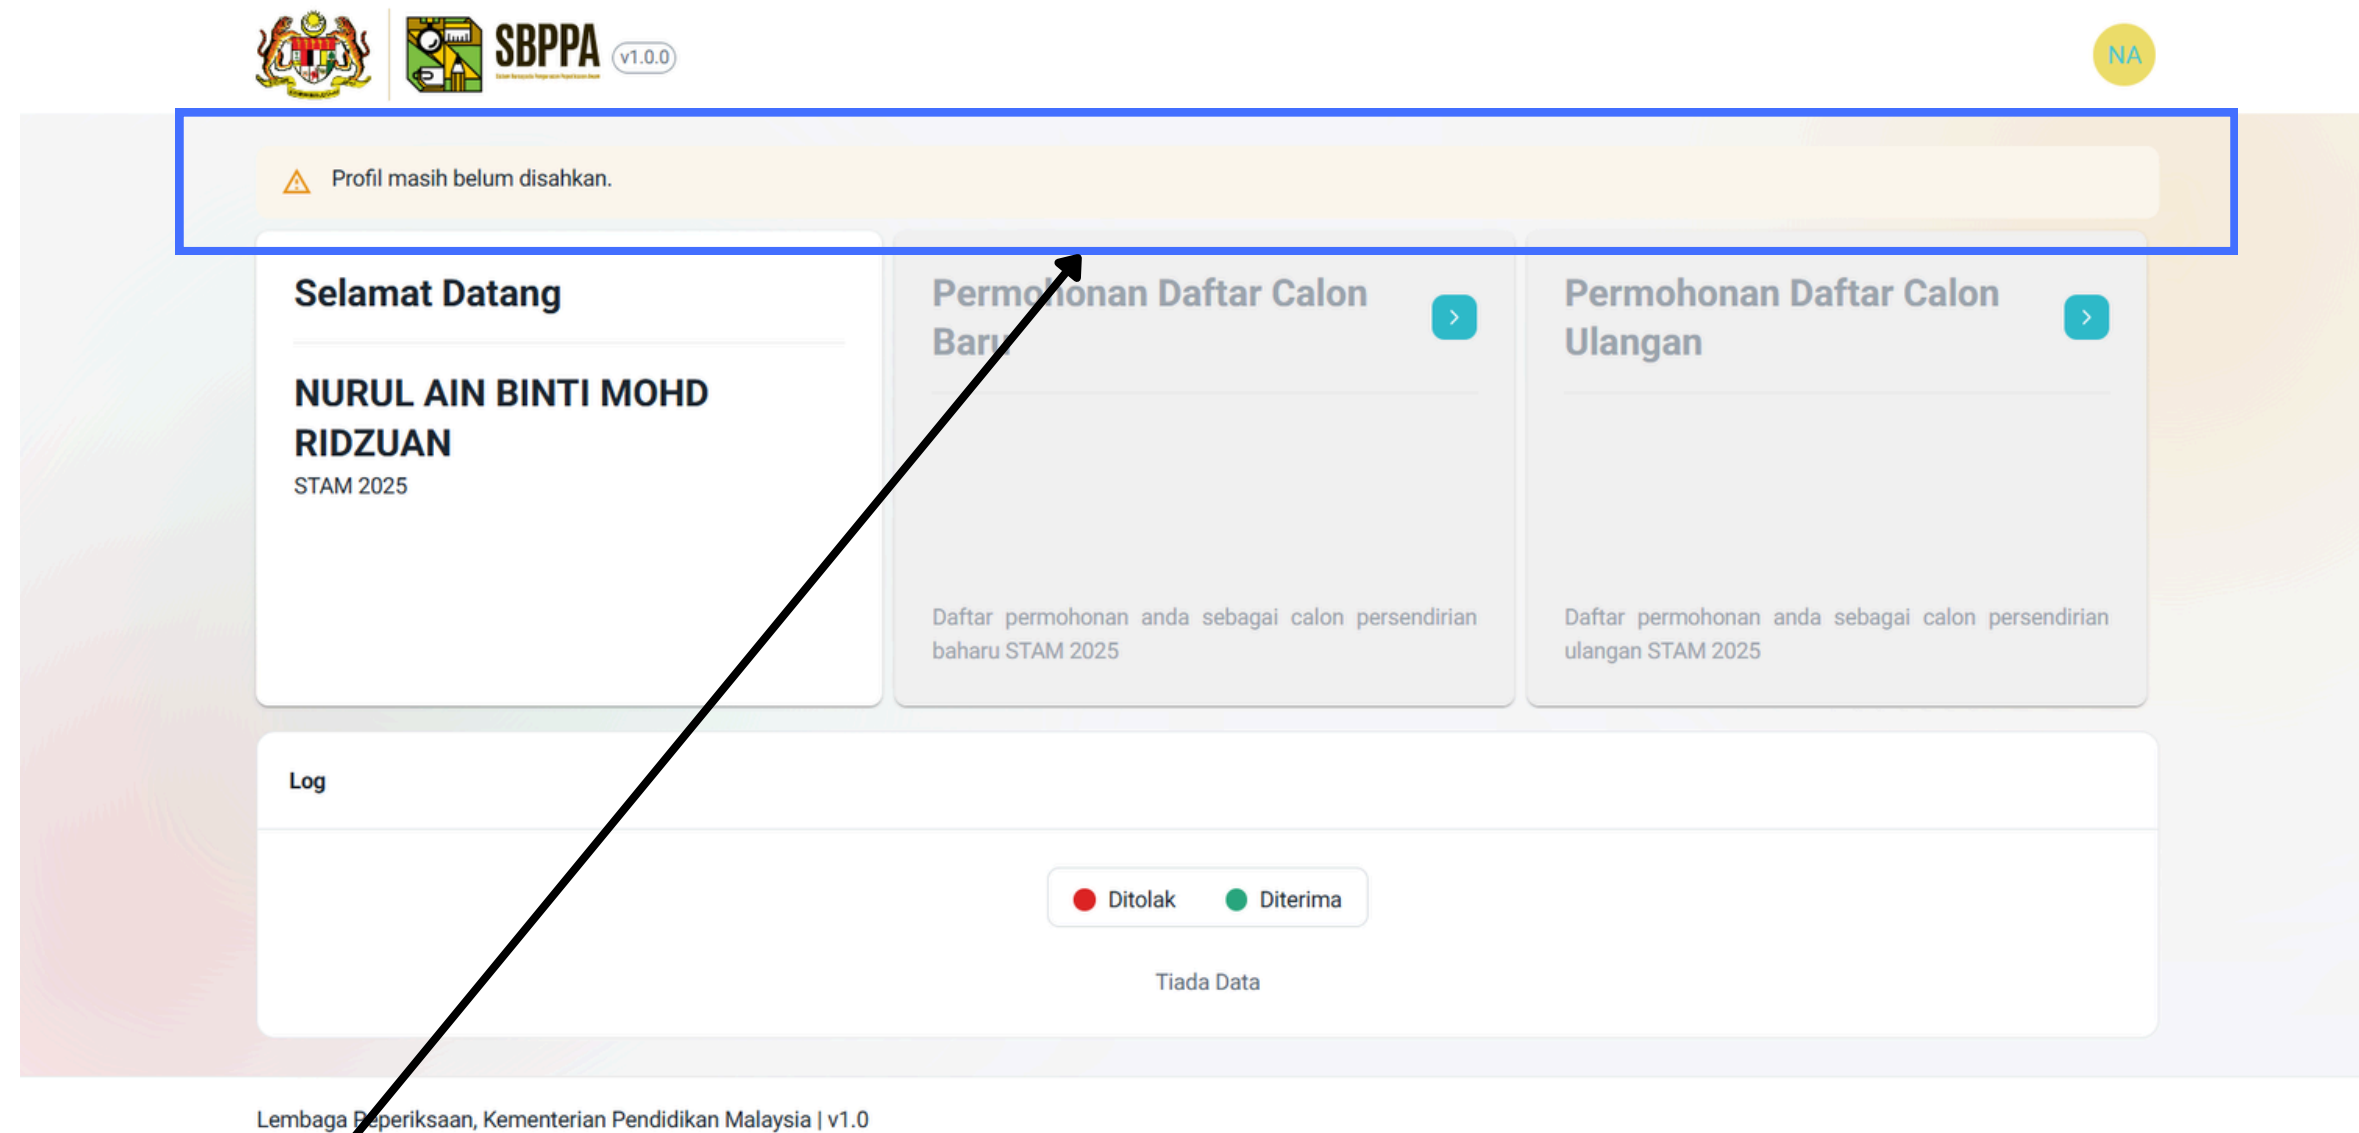 SBPPA
v1.0.0
NA
Profil masih belum disahkan.
Selamat Datang
NURUL AIN BINTI MOHD
RIDZUAN
STAM 2025
Permohonan Daftar Calon
Baru
Daftar permohonan anda sebagai calon persendirian
baharu STAM 2025
Permohonan Daftar Calon
Ulangan
Daftar permohonan anda sebagai calon persendirian
ulangan STAM 2025
Log
Ditolak
Diterima
Tiada Data
Lembaga Peperiksaan, Kementerian Pendidikan Malaysia | v1.0